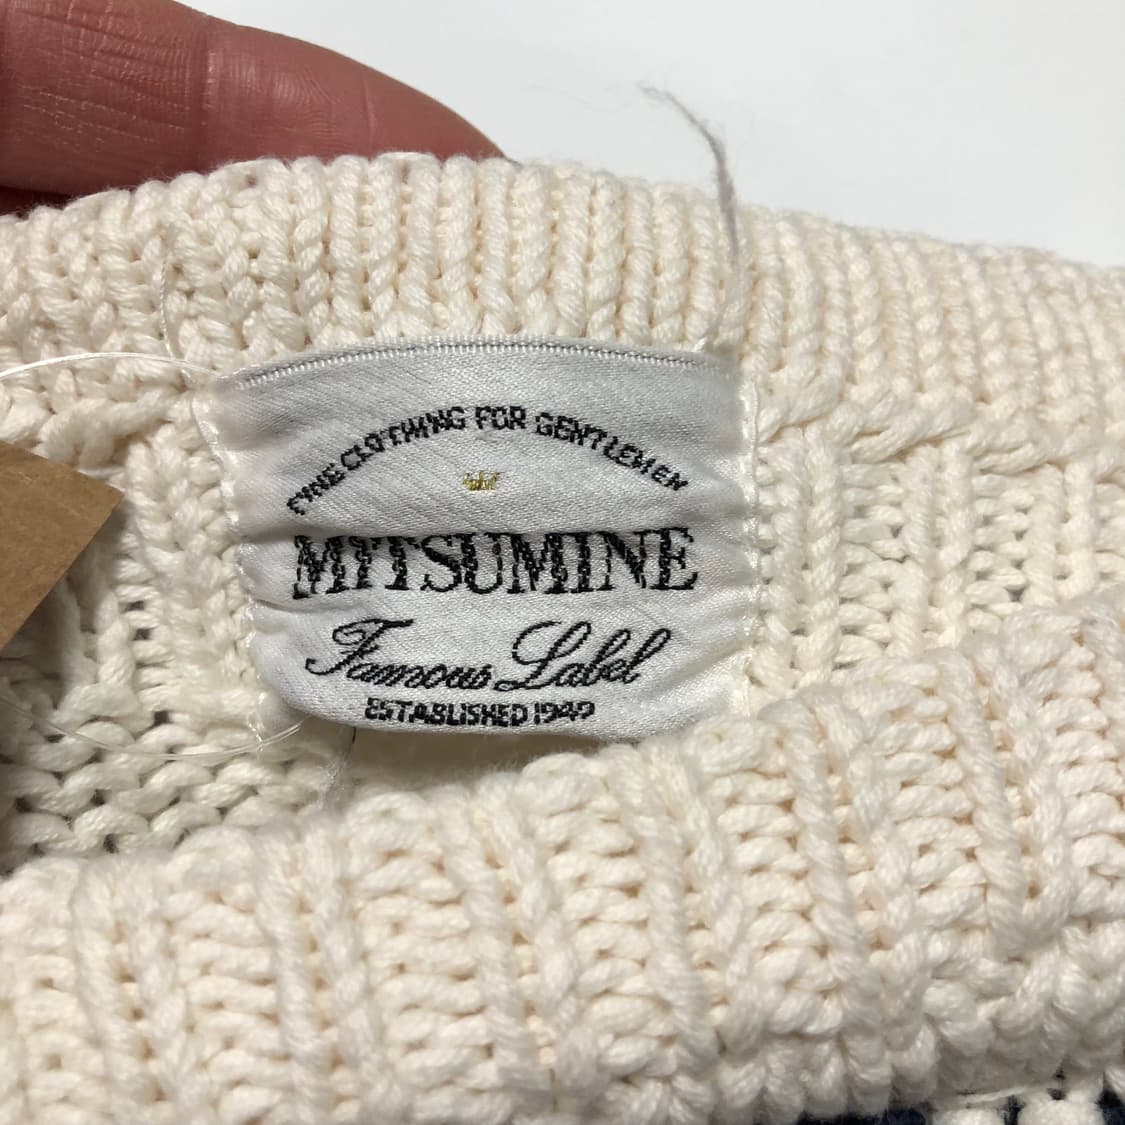 FINE CLOTHING FOR GENTLEMEN
MITSUMINE
Famous Label
ESTABLISHED 1949